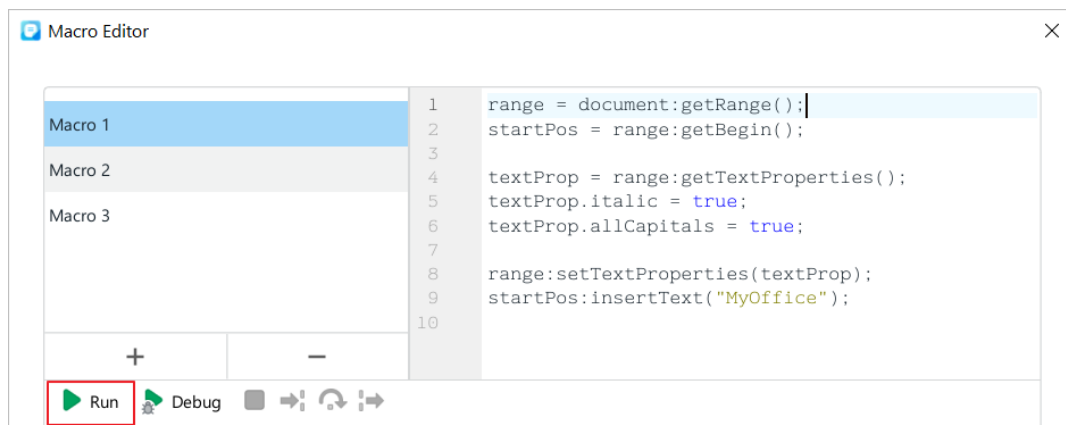 Macro Editor
Macro 1
Macro 2
Macro 3
+
−
1 range = document:getRange();
2 startPos = range:getBegin();
3
4 textProp = range:getTextProperties();
5 textProp.italic = true;
6 textProp.allCapitals = true;
7
8 range:setTextProperties(textProp);
9 startPos:insertText("MyOffice");
10
Run Debug